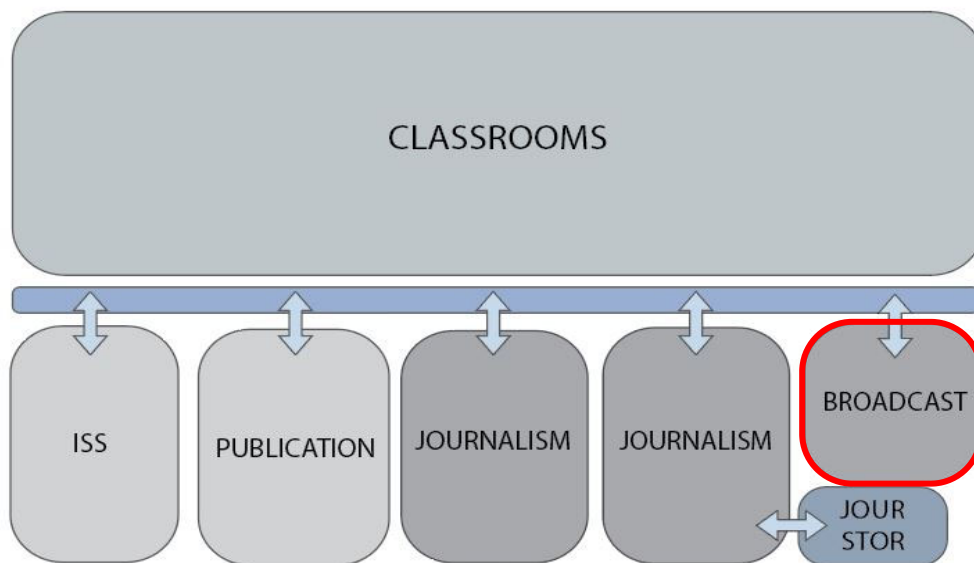 CLASSROOMS
ISS
PUBLICATION
JOURNALISM
JOURNALISM
BROADCAST
JOUR
STOR